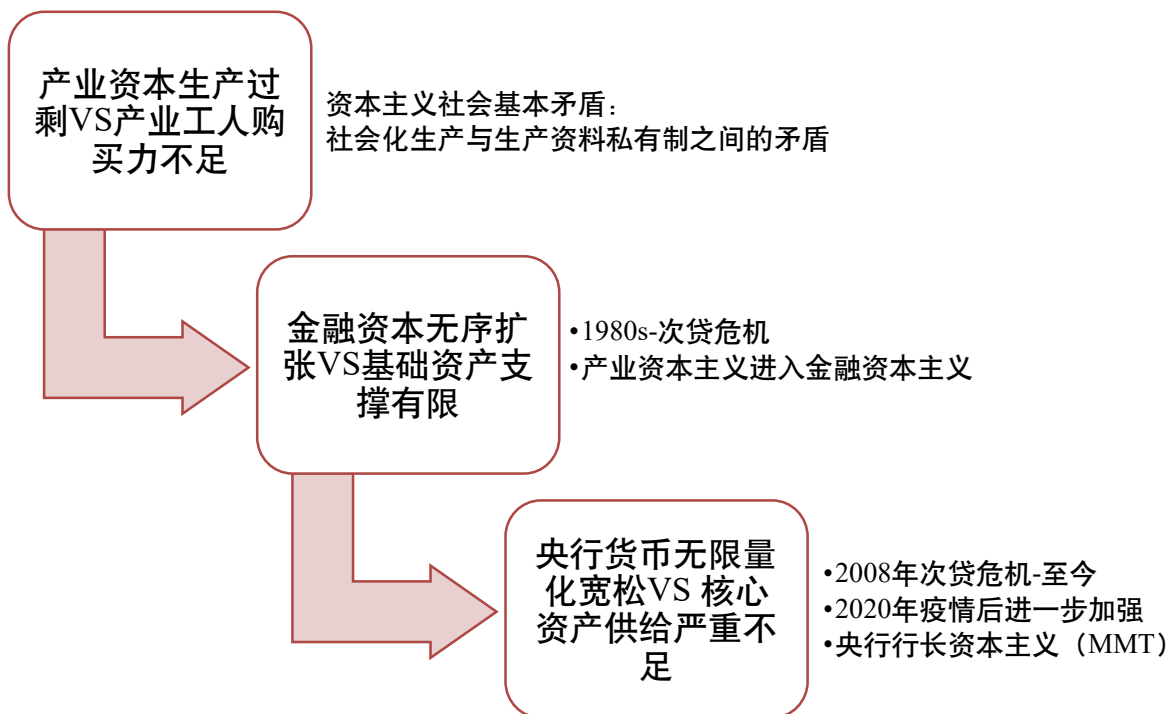 产业资本生产过
剩VS产业工人购
买力不足
资本主义社会基本矛盾：
社会化生产与生产资料私有制之间的矛盾
金融资本无序扩
张VS基础资产支
撑有限
•1980s-次贷危机
•产业资本主义进入金融资本主义
央行货币无限量
化宽松VS 核心
资产供给严重不
足
•2008年次贷危机-至今
•2020年疫情后进一步加强
•央行行长资本主义（MMT）